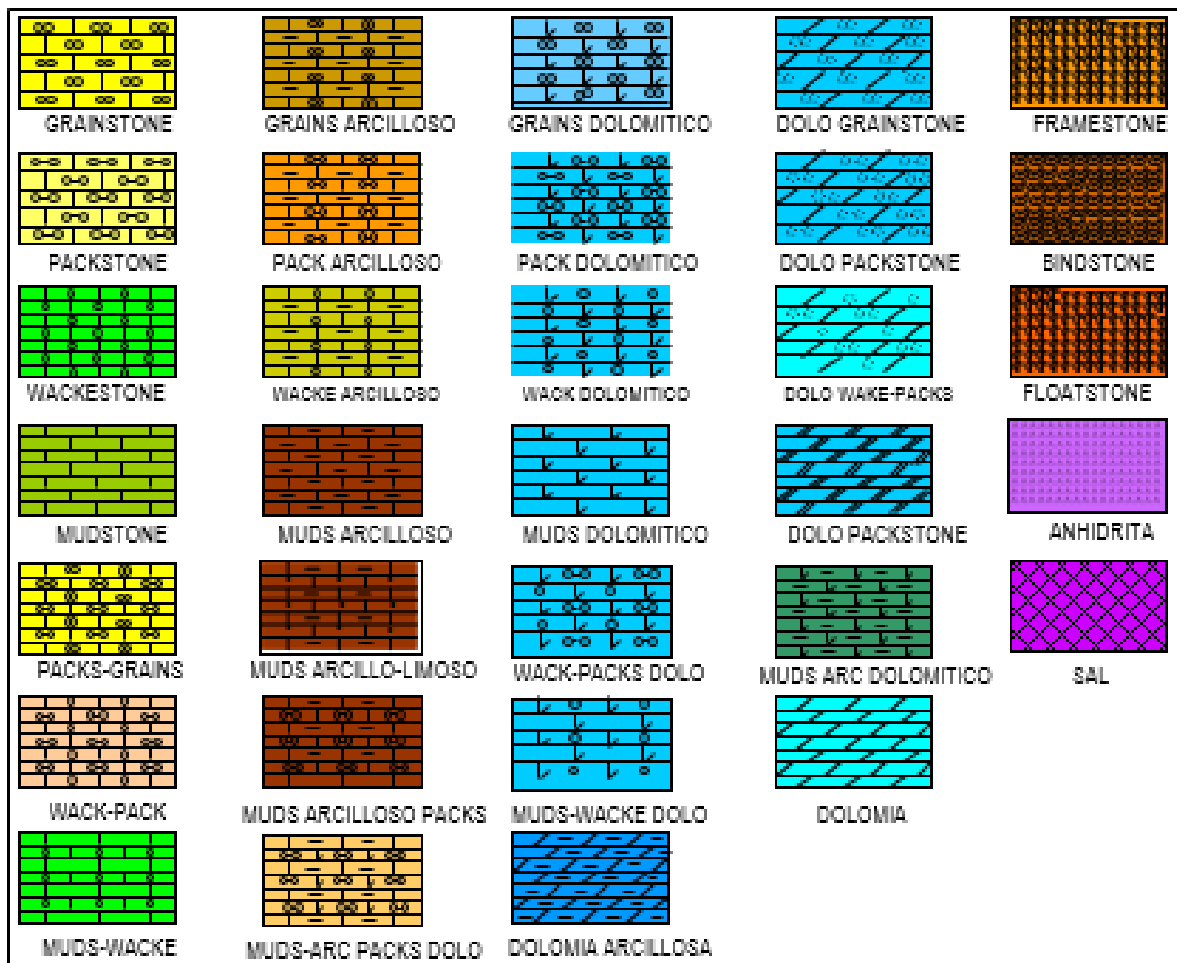 GRAINSTONE GRAINS ARCILLOSO GRAINS DOLOMITICO DOLO GRAINSTONE FRAMESTONE
PACKSTONE PACK ARCILLOSO PACK DOLOMITICO DOLO PACKSTONE BINDSTONE
WACKESTONE WACKE ARCILLOSO WACK DOLOMITICO DOLO WAKE-PACKS FLOATSTONE
MUDSTONE MUDS ARCILLOSO MUDS DOLOMITICO DOLO PACKSTONE ANHIDRITA
PACKS-GRAINS MUDS ARCILLO-LIMOSO WACK-PACKS DOLO MUDS ARC DOLOMITICO SAL
WACK-PACK MUDS ARCILLOSO PACKS MUDS-WACKE DOLO DOLOMIA
MUDS-WACKE MUDS-ARC PACKS DOLO DOLOMIA ARCILLOSA